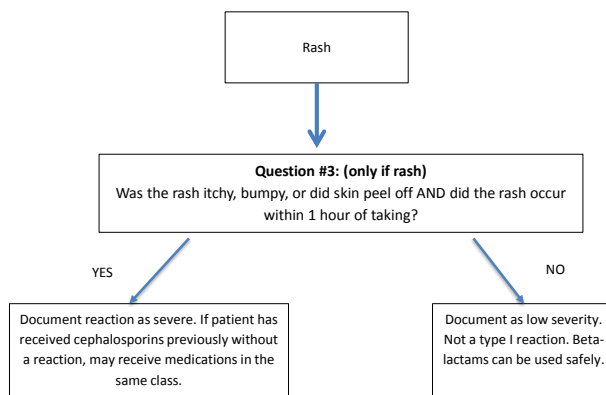 Rash
Question #3: (only if rash)
Was the rash itchy, bumpy, or did skin peel off AND did the rash occur
within 1 hour of taking?
YES
NO
Document reaction as severe. If patient has
received cephalosporins previously without
a reaction, may receive medications in the
same class.
Document as low severity.
Not a type I reaction. Beta-
lactams can be used safely.